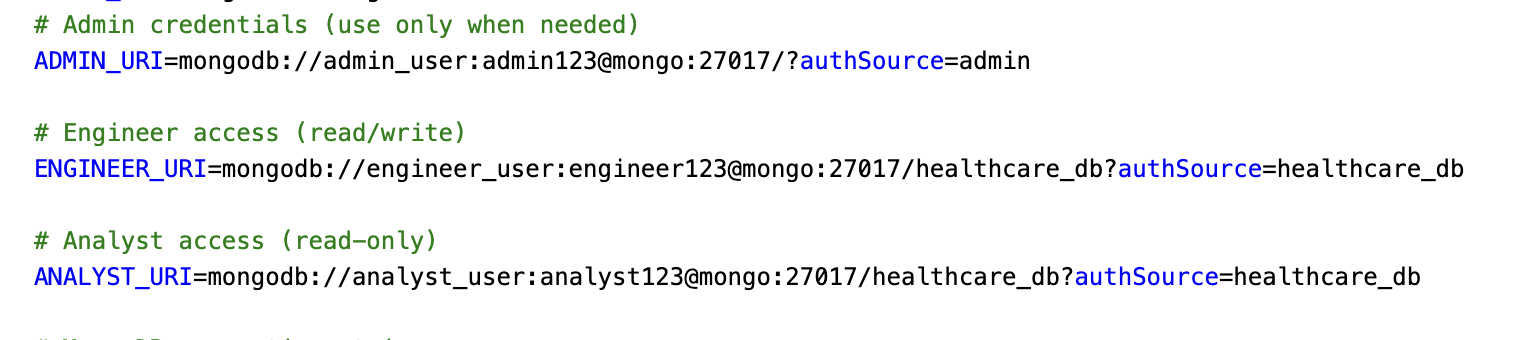 # Admin credentials (use only when needed)
ADMIN_URI=mongodb://admin_user:admin123@mongo:27017/?authSource=admin
# Engineer access (read/write)
ENGINEER_URI=mongodb://engineer_user:engineer123@mongo:27017/healthcare_db?authSource=healthcare_db
# Analyst access (read-only)
ANALYST_URI=mongodb://analyst_user:analyst123@mongo:27017/healthcare_db?authSource=healthcare_db